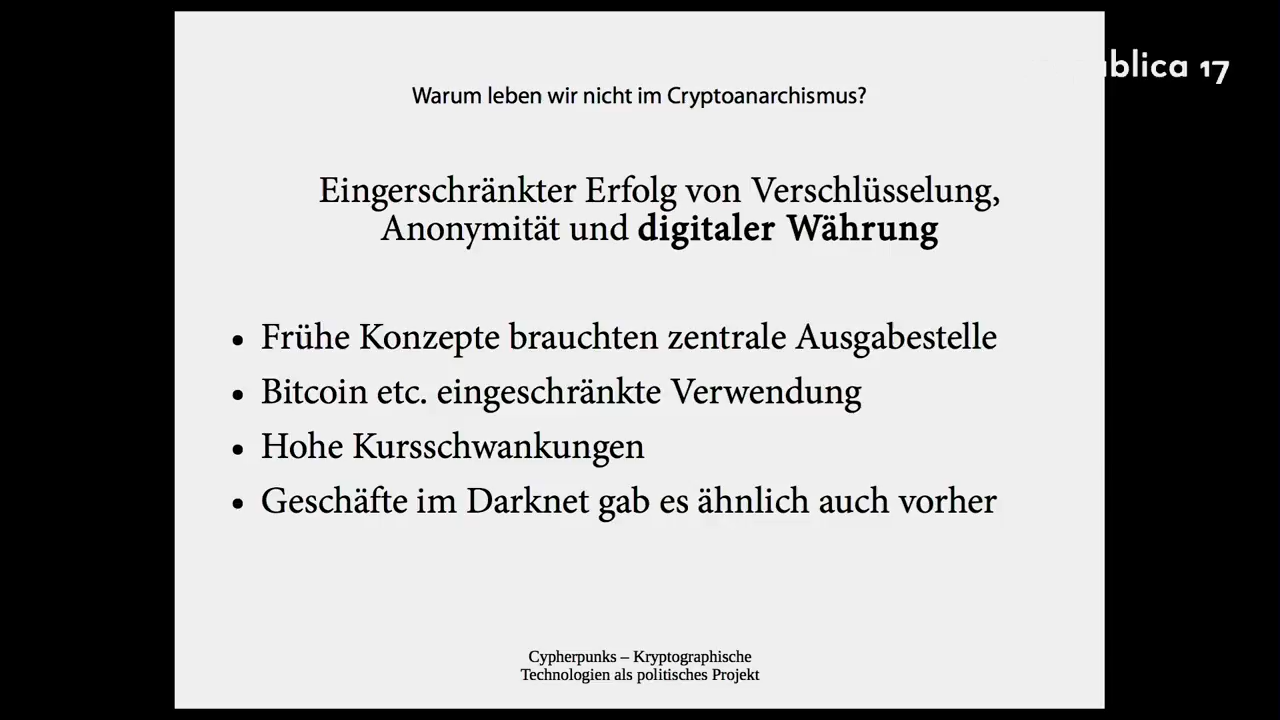 ublica 17
Warum leben wir nicht im Cryptoanarchismus?
Eingerschränkter Erfolg von Verschlüsselung,
Anonymität und digitaler Währung
• Frühe Konzepte brauchten zentrale Ausgabestelle
• Bitcoin etc. eingeschränkte Verwendung
• Hohe Kursschwankungen
• Geschäfte im Darknet gab es ähnlich auch vorher
Cypherpunks – Kryptographische
Technologien als politisches Projekt